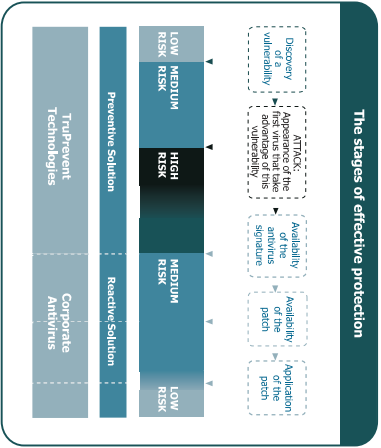 The stages of effective protection
Discovery
of a
vulnerability
ATTACK:
Appearance of the
first virus that take
advantage of this
vulnerability
Availability
of the
antivirus
signature
Availability
of the
patch
Application
of the
patch
LOW
RISK
MEDIUM
RISK
HIGH
RISK
MEDIUM
RISK
LOW
RISK
Preventive Solution
Reactive Solution
TruPrevent
Technologies
Corporate
Antivirus